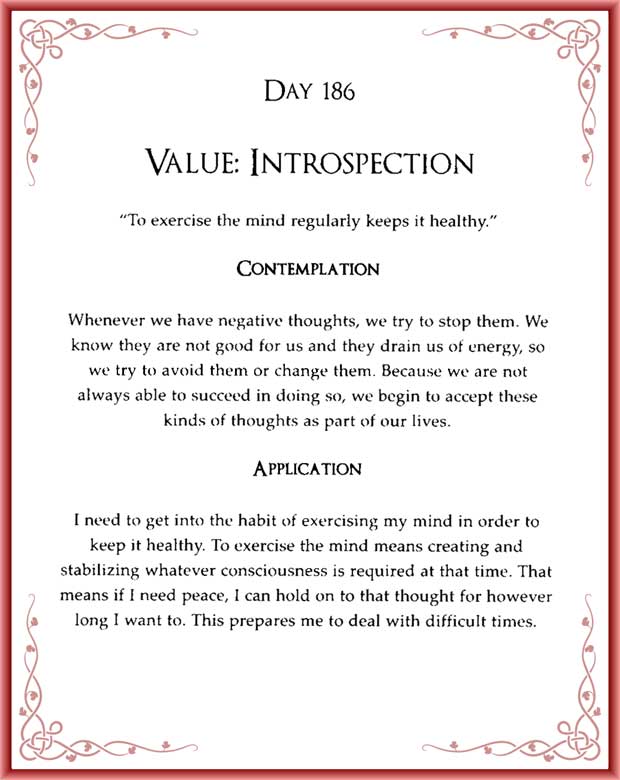 DAY 186
VALUE: INTROSPECTION
"To exercise the mind regularly keeps it healthy."
CONTEMPLATION
Whenever we have negative thoughts, we try to stop them. We
know they are not good for us and they drain us of energy, so
we try to avoid them or change them. Because we are not
always able to succeed in doing so, we begin to accept these
kinds of thoughts as part of our lives.
APPLICATION
I need to get into the habit of exercising my mind in order to
keep it healthy. To exercise the mind means creating and
stabilizing whatever consciousness is required at that time. That
means if I need peace, I can hold on to that thought for however
long I want to. This prepares me to deal with difficult times.